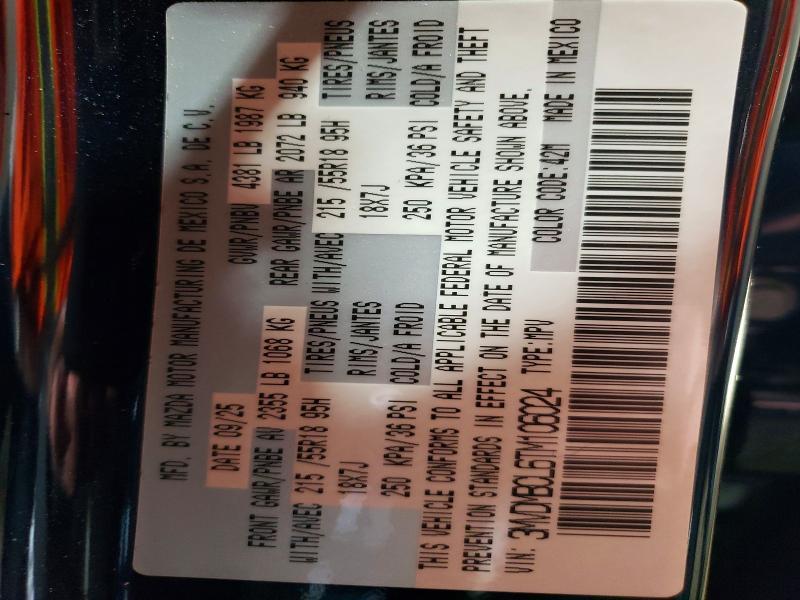 MFD. BY MAZDA MOTOR MANUFACTURING DE MEXICO S.A. DE C.V.
DATE 09/25 GVWR/PNBV 4381 LB 1987 KG
FRONT GAWR/PNBE AV 2355 LB 1068 KG REAR GAWR/PNBE AR 2072 LB 940 KG
WITH/AVEC 215 /55R18 95H TIRES/PNEUS WITH/AVEC 215 /55R18 95H TIRES/PNEUS
18X7J RIMS/JANTES 18X7J RIMS/JANTES
250 KPA/36 PSI COLD/A FROID 250 KPA/36 PSI COLD/A FROID
THIS VEHICLE CONFORMS TO ALL APPLICABLE FEDERAL MOTOR VEHICLE SAFETY AND THEFT
PREVENTION STANDARDS IN EFFECT ON THE DATE OF MANUFACTURE SHOWN ABOVE.
VIN: 3MVDMBCL6TM106024 TYPE:MPV COLOR CODE:42M MADE IN MEXICO